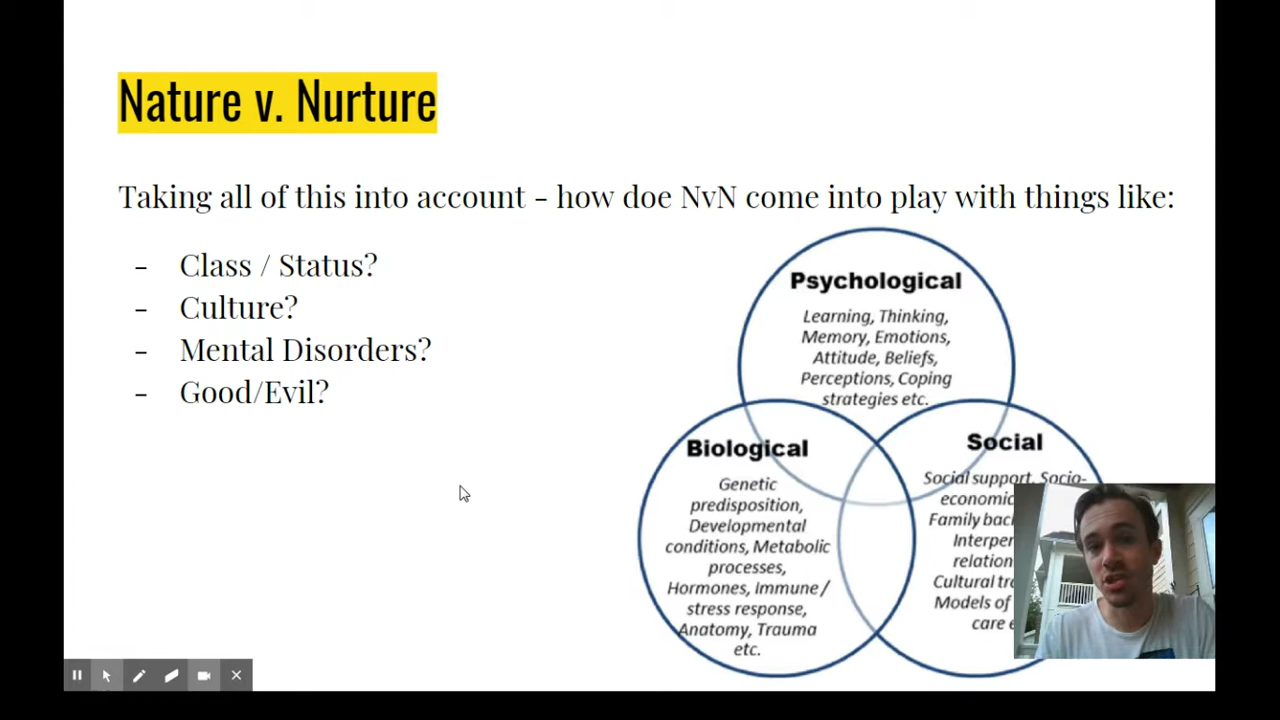 Nature v. Nurture
Taking all of this into account - how doe NvN come into play with things like:
- Class / Status?
- Culture?
- Mental Disorders?
- Good/Evil?
Psychological
Learning, Thinking,
Memory, Emotions,
Attitude, Beliefs,
Perceptions, Coping
strategies etc.
Biological
Genetic
predisposition,
Developmental
conditions, Metabolic
processes,
Hormones, Immune /
stress response,
Anatomy, Trauma
etc.
Social
Social support, Socio-
economic
Family
relation
Cultural
Models of
care